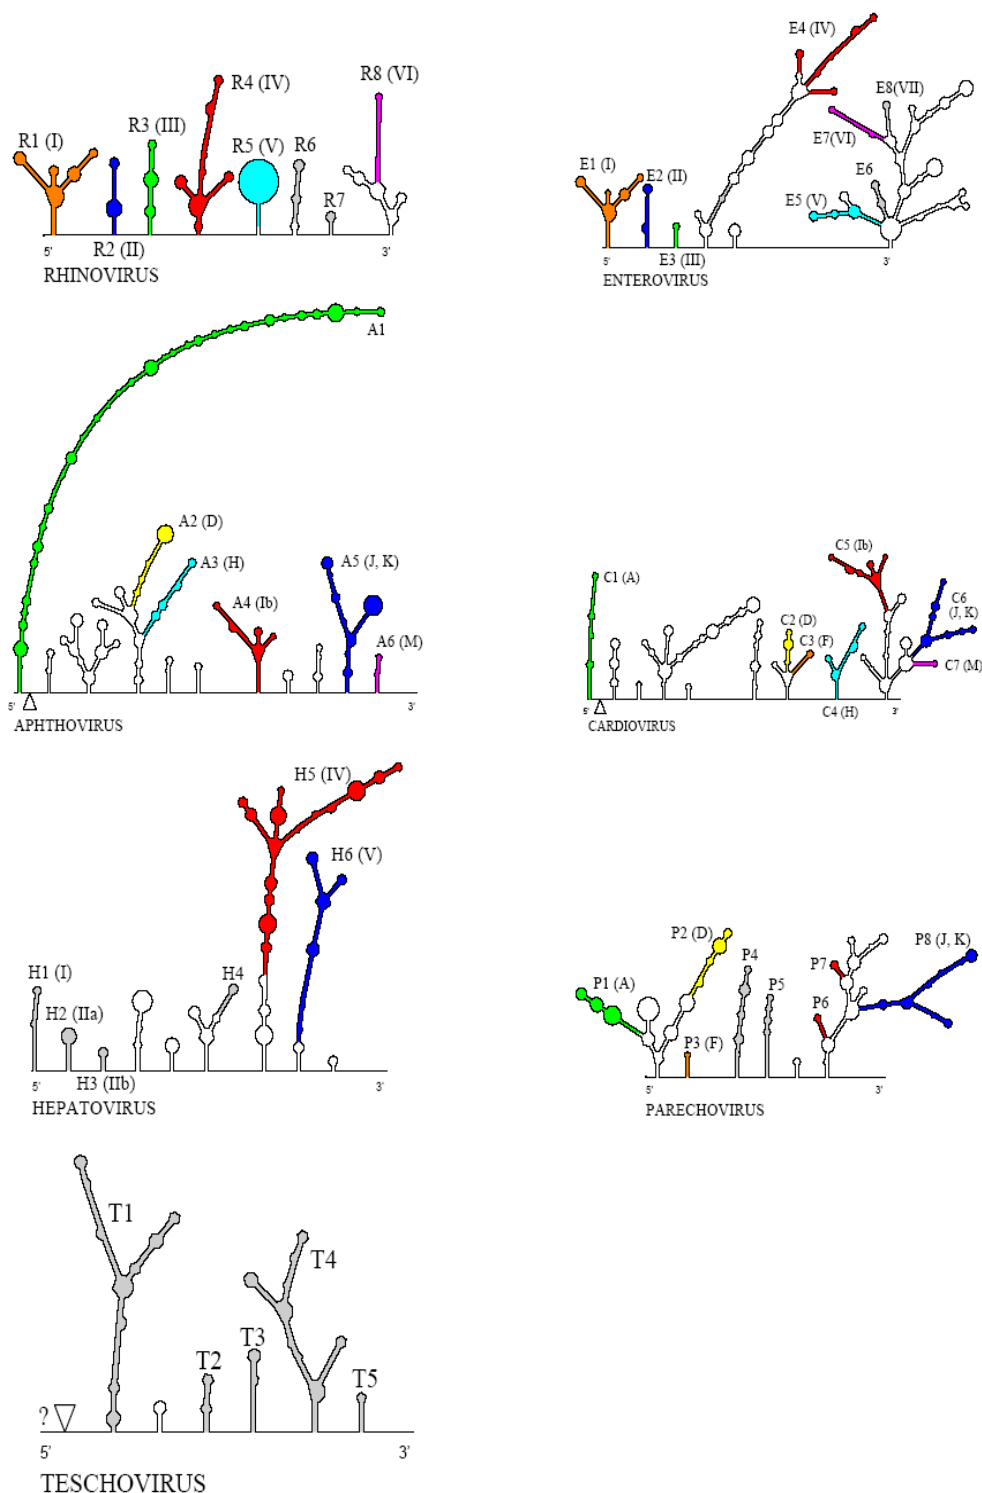 R1 (I)
R2 (II)
R3 (III)
R4 (IV)
R5 (V)
R6
R7
R8 (VI)
5'
3'
RHINOVIRUS
E1 (I)
E2 (II)
E3 (III)
E4 (IV)
E5 (V)
E6
E7(VI)
E8(VII)
5'
3'
ENTEROVIRUS
A1
A2 (D)
A3 (H)
A4 (Ib)
A5 (J, K)
A6 (M)
5'
3'
APHTHOVIRUS
C1 (A)
C2 (D)
C3 (F)
C4 (H)
C5 (Ib)
C6
(J, K)
C7 (M)
5'
3'
CARDIOVIRUS
H1 (I)
H2 (IIa)
H3 (IIb)
H4
H5 (IV)
H6 (V)
5'
3'
HEPATOVIRUS
P1 (A)
P2 (D)
P3 (F)
P4
P5
P6
P7
P8 (J, K)
5'
3'
PARECHOVIRUS
T1
T2
T3
T4
T5
?
5'
3'
TESCHOVIRUS